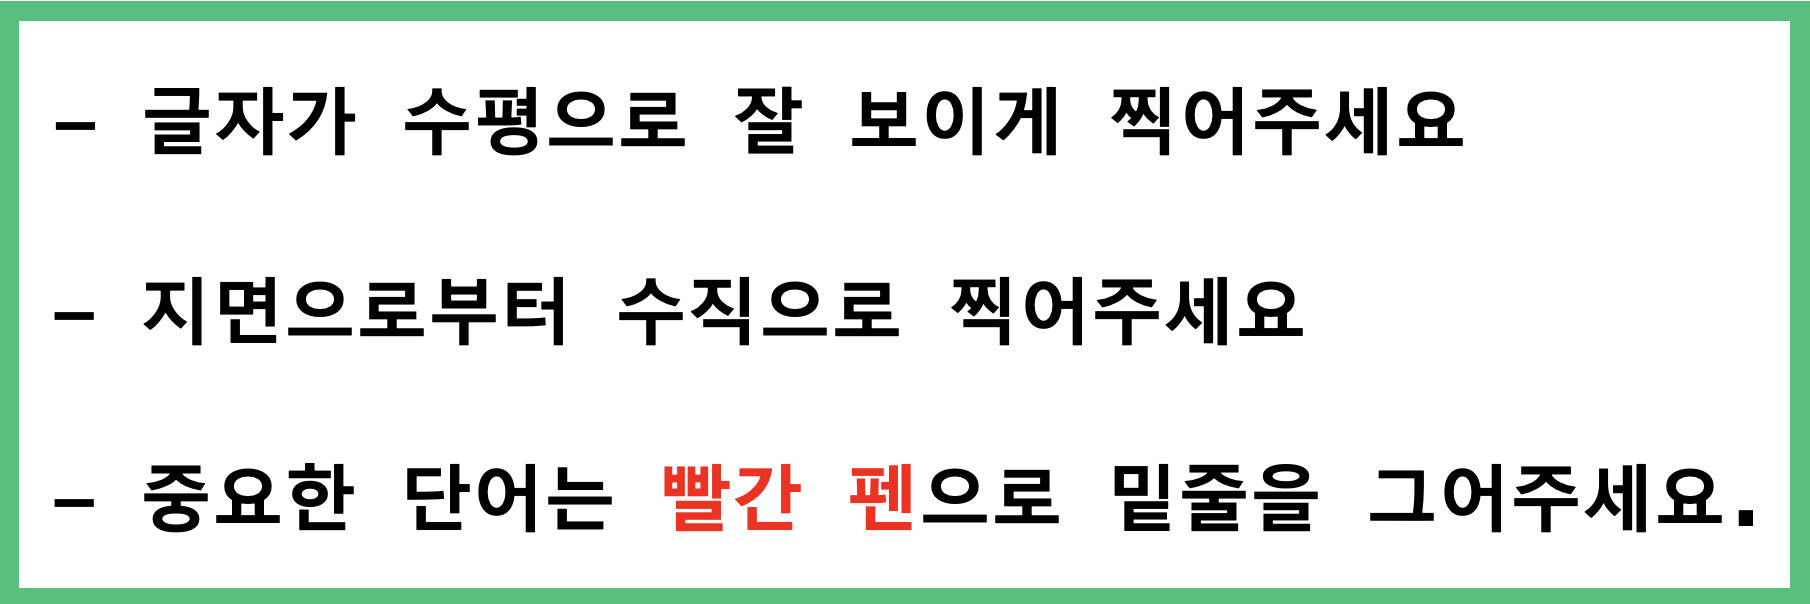 - 글자가 수평으로 잘 보이게 찍어주세요
- 지면으로부터 수직으로 찍어주세요
- 중요한 단어는 빨간 펜으로 밑줄을 그어주세요.